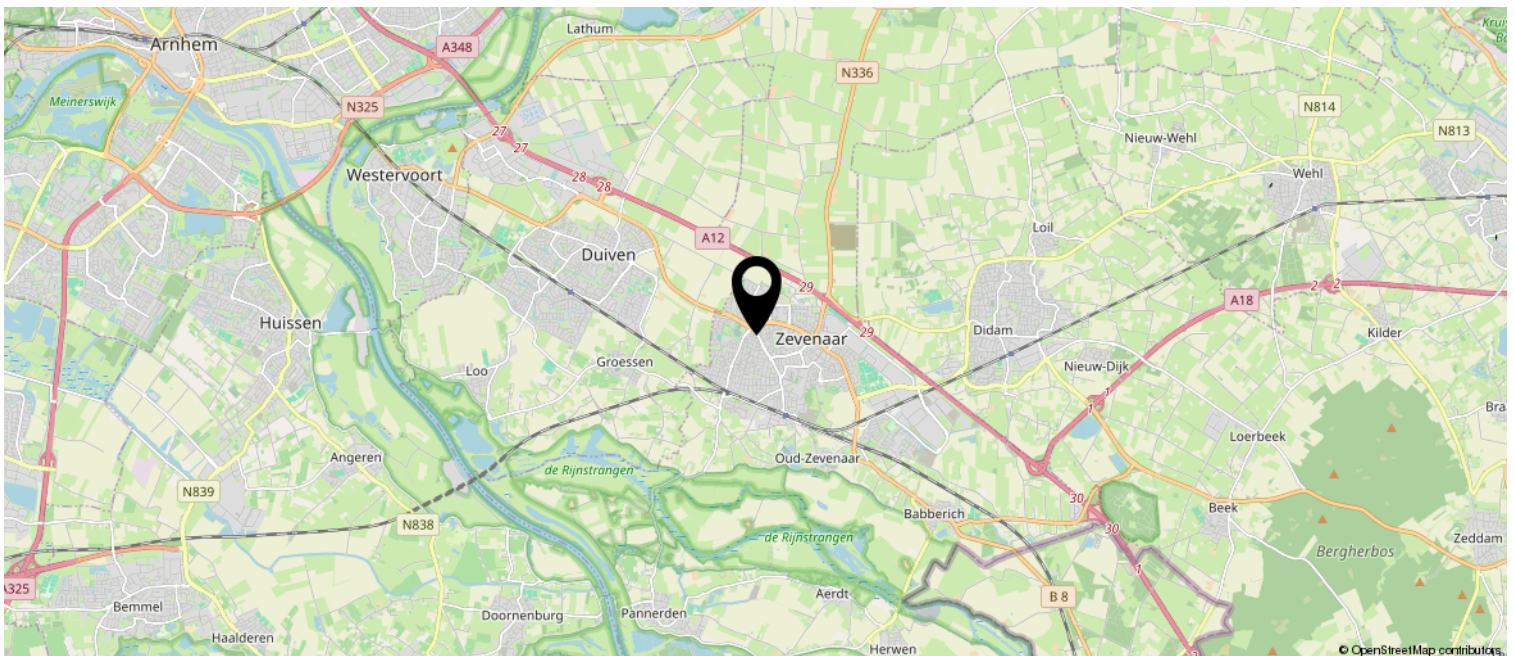 Lathum
Arnhem
A348
N336
Meinerswijk
N325
N814
N813
27
27
Nieuw-Wehl
Westervoort
28
28
Wehl
A12
Loil
Duiven
29
2
2
A18
Huissen
Zevenaar
29
Didam
Kilder
Groessen
Loo
Nieuw-Dijk
1
1
Loerbeek
Angeren
Oud-Zevenaar
de Rijnstrangen
N839
30
Babberich
Beek
N838
30
de Rijnstrangen
Zeddam
Bergherbos
1
B 8
Aerdt
Bemmel
Doornenburg
Pannerden
Haalderen
Herwen
© OpenStreetMap contributors